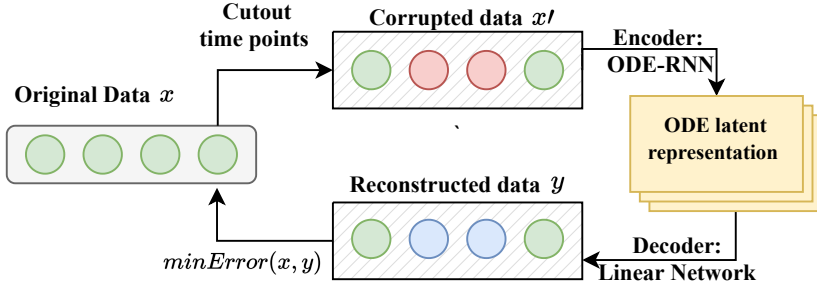 Cutout
time points
Corrupted data x′
Encoder:
ODE-RNN
Original Data x
ODE latent
representation
Reconstructed data y
minError(x, y)
Decoder:
Linear Network